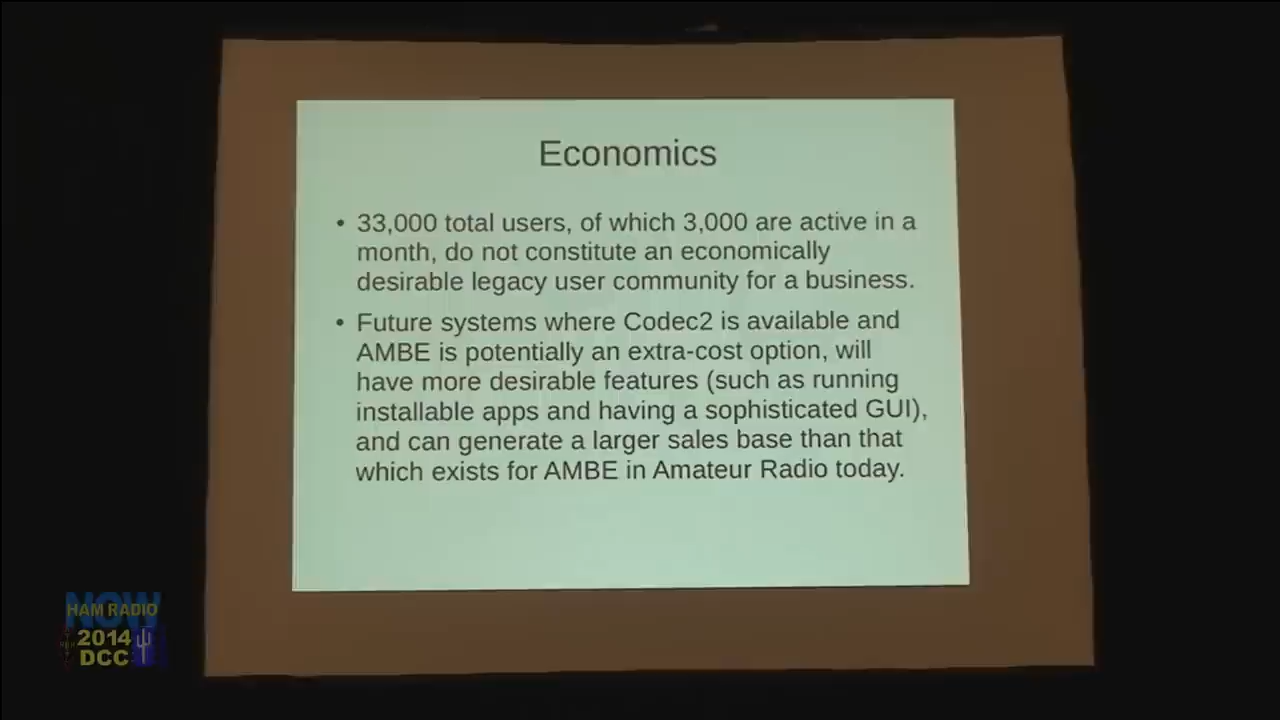 Economics
• 33,000 total users, of which 3,000 are active in a
month, do not constitute an economically
desirable legacy user community for a business.
• Future systems where Codec2 is available and
AMBE is potentially an extra-cost option, will
have more desirable features (such as running
installable apps and having a sophisticated GUI),
and can generate a larger sales base than that
which exists for AMBE in Amateur Radio today.
NOW
HAM RADIO
2014
DCC